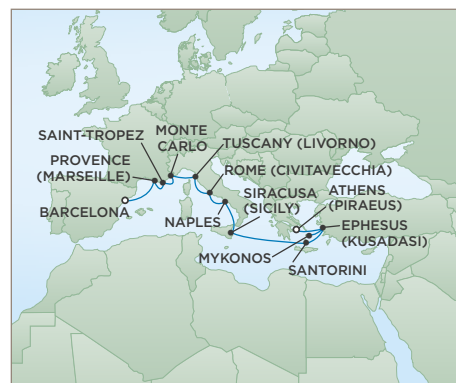 SAINT-TROPEZ
MONTE
CARLO
TUSCANY (LIVORNO)
PROVENCE
(MARSEILLE)
ROME (CIVITAVECCHIA)
SIRACUSA
(SICILY)
ATHENS
(PIRAEUS)
BARCELONA
NAPLES
EPHESUS
(KUSADASI)
MYKONOS
SANTORINI